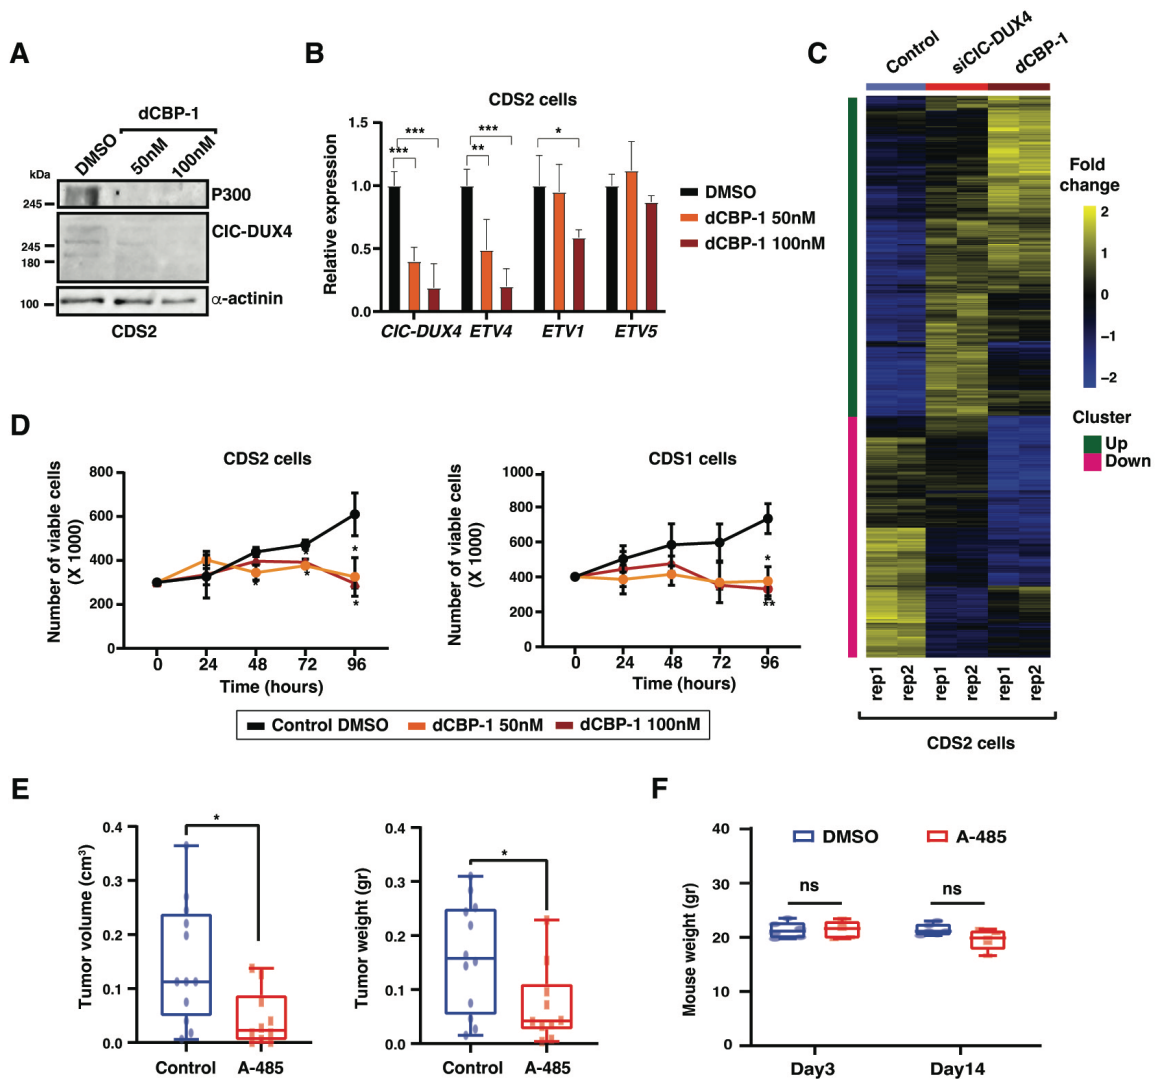 A
dCBP-1
DMSO
50nM
100nM
kDa
245
P300
CIC-DUX4
245
180
100
α-actinin
CDS2
B
CDS2 cells
Relative expression
1.5
1.0
0.5
0.0
***
***
**
***
*
CIC-DUX4 ETV4 ETV1 ETV5
DMSO
dCBP-1 50nM
dCBP-1 100nM
C
Control
siCIC-DUX4
dCBP-1
Fold
change
2
1
0
−1
−2
Cluster
Up
Down
rep1 rep2 rep1 rep2 rep1 rep2
CDS2 cells
D
CDS2 cells
Number of viable cells
(X 1000)
800
600
400
200
0
*
*
*
*
*
0 24 48 72 96
Time (hours)
CDS1 cells
Number of viable cells
(X 1000)
1000
800
600
400
200
0
*
**
0 24 48 72 96
Time (hours)
Control DMSO dCBP-1 50nM dCBP-1 100nM
E
Tumor volume (cm³)
0.4
0.3
0.2
0.1
0.0
*
Control A-485
Tumor weight (gr)
0.4
0.3
0.2
0.1
0.0
*
Control A-485
F
Mouse weight (gr)
40
30
20
10
0
DMSO A-485
ns ns
Day3 Day14